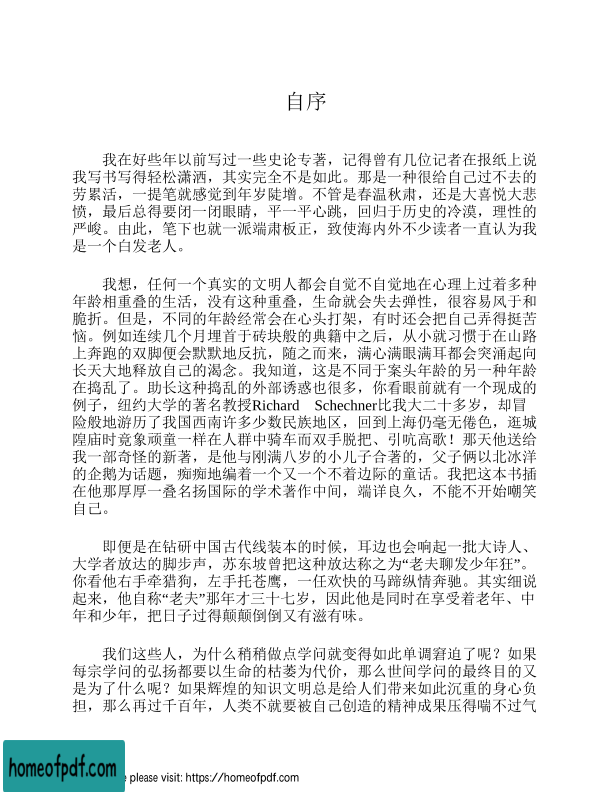 自序
我在好些年以前写过一些史论专著，记得曾有几位记者在报纸上说
我写书写得轻松潇洒，其实完全不是如此。那是一种很给自己过不去的
劳累活，一提笔就感觉到年岁陡增。不管是春温秋肃，还是大喜悦大悲
愤，最后总得要闭一闭眼睛，平一平心跳，回归于历史的冷漠，理性的
严峻。由此，笔下也就一派端肃板正，致使海内外不少读者一直认为我
是一个白发老人。
我想，任何一个真实的文明人都会自觉不自觉地在心理上过着多种
年龄相重叠的生活，没有这种重叠，生命就会失去弹性，很容易风干和
脆折。但是，不同的年龄经常会在心头打架，有时还会把自己弄得挺苦
恼。例如连续几个月埋首于砖块般的典籍中之后，从小就习惯于在山路
上奔跑的双脚便会默默地反抗，随之而来，满心满眼满耳都会突涌起向
长天大地释放自己的渴念。我知道，这是不同于案头年龄的另一种年龄
在捣乱了。助长这种捣乱的外部诱惑也很多，你看眼前就有一个现成的
例子，纽约大学的著名教授Richard Schechner比我大二十多岁，却冒
险般地游历了我国西南许多少数民族地区，回到上海仍毫无倦色，逛城
隍庙时竟象顽童一样在人群中骑车而双手脱把、引吭高歌！那天他送给
我一部奇怪的新著，是他与刚满八岁的小儿子合著的，父子俩以北冰洋
的企鹅为话题，痴痴地编着一个又一个不着边际的童话。我把这本书插
在他那厚厚一叠名扬国际的学术著作中间，端详良久，不能不开始嘲笑
自己。
即便是在钻研中国古代线装本的时候，耳边也会响起一批大诗人、
大学者放达的脚步声，苏东坡曾把这种放达称之为“老夫聊发少年狂”。
你看他右手牵猎狗，左手托苍鹰，一任欢快的马蹄纵情奔驰。其实细说
起来，他自称“老夫”那年才三十七岁，因此他是同时在享受着老年、中
年和少年，把日子过得颠颠倒倒又有滋有味。
我们这些人，为什么稍稍做点学问就变得如此单调窘迫了呢？如果
每宗学问的弘扬都要以生命的枯萎为代价，那么世间学问的最终目的又
是为了什么呢？如果辉煌的知识文明总是给人们带来如此沉重的身心负
担，那么再过千百年，人类不就要被自己创造的精神成果压得喘不过气
homeofpdf.com
please visit: https://homeofpdf.com